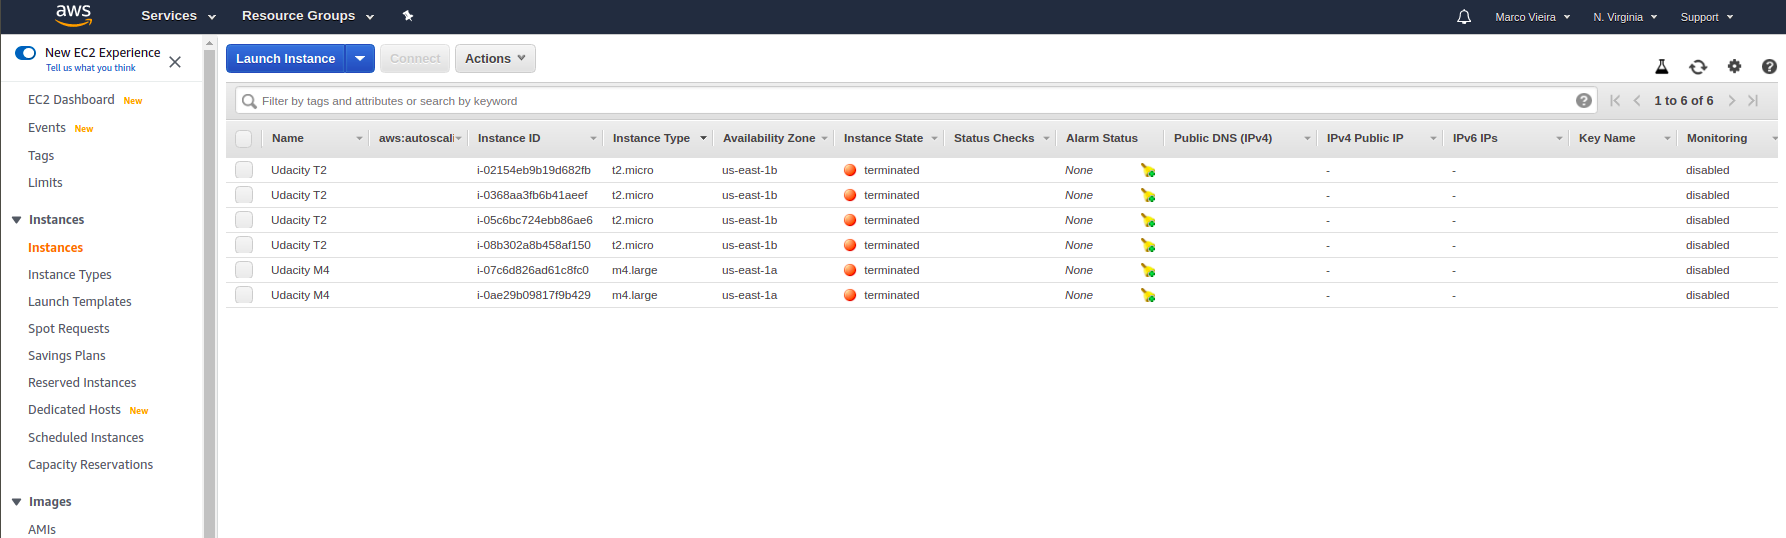 aws Services Resource Groups Marco Vieira N. Virginia Support
New EC2 Experience
Tell us what you think
EC2 Dashboard New
Events New
Tags
Limits
Instances
Instances
Instance Types
Launch Templates
Spot Requests
Savings Plans
Reserved Instances
Dedicated Hosts New
Scheduled Instances
Capacity Reservations
Images
AMIs
Launch Instance Connect Actions
Filter by tags and attributes or search by keyword 1 to 6 of 6
Name aws:autoscali Instance ID Instance Type Availability Zone Instance State Status Checks Alarm Status Public DNS (IPv4) IPv4 Public IP IPv6 IPs Key Name Monitoring
Udacity T2 i-02154eb9b19d682fb t2.micro us-east-1b terminated None - - disabled
Udacity T2 i-0368aa3fb6b41aeef t2.micro us-east-1b terminated None - - disabled
Udacity T2 i-05c6bc724ebb86ae6 t2.micro us-east-1b terminated None - - disabled
Udacity T2 i-08b302a8b458af150 t2.micro us-east-1b terminated None - - disabled
Udacity M4 i-07c6d826ad61c8fc0 m4.large us-east-1a terminated None - - disabled
Udacity M4 i-0ae29b09817f9b429 m4.large us-east-1a terminated None - - disabled